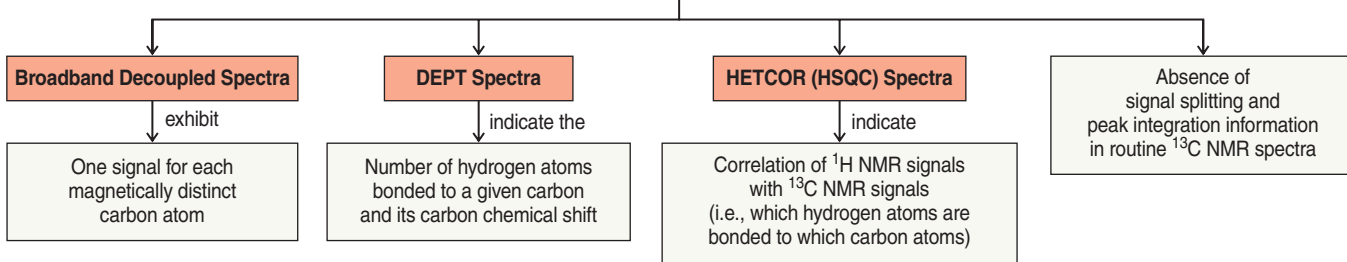 Broadband Decoupled Spectra
exhibit
One signal for each
magnetically distinct
carbon atom
DEPT Spectra
indicate the
Number of hydrogen atoms
bonded to a given carbon
and its carbon chemical shift
HETCOR (HSQC) Spectra
indicate
Correlation of ¹H NMR signals
with ¹³C NMR signals
(i.e., which hydrogen atoms are
bonded to which carbon atoms)
Absence of
signal splitting and
peak integration information
in routine ¹³C NMR spectra